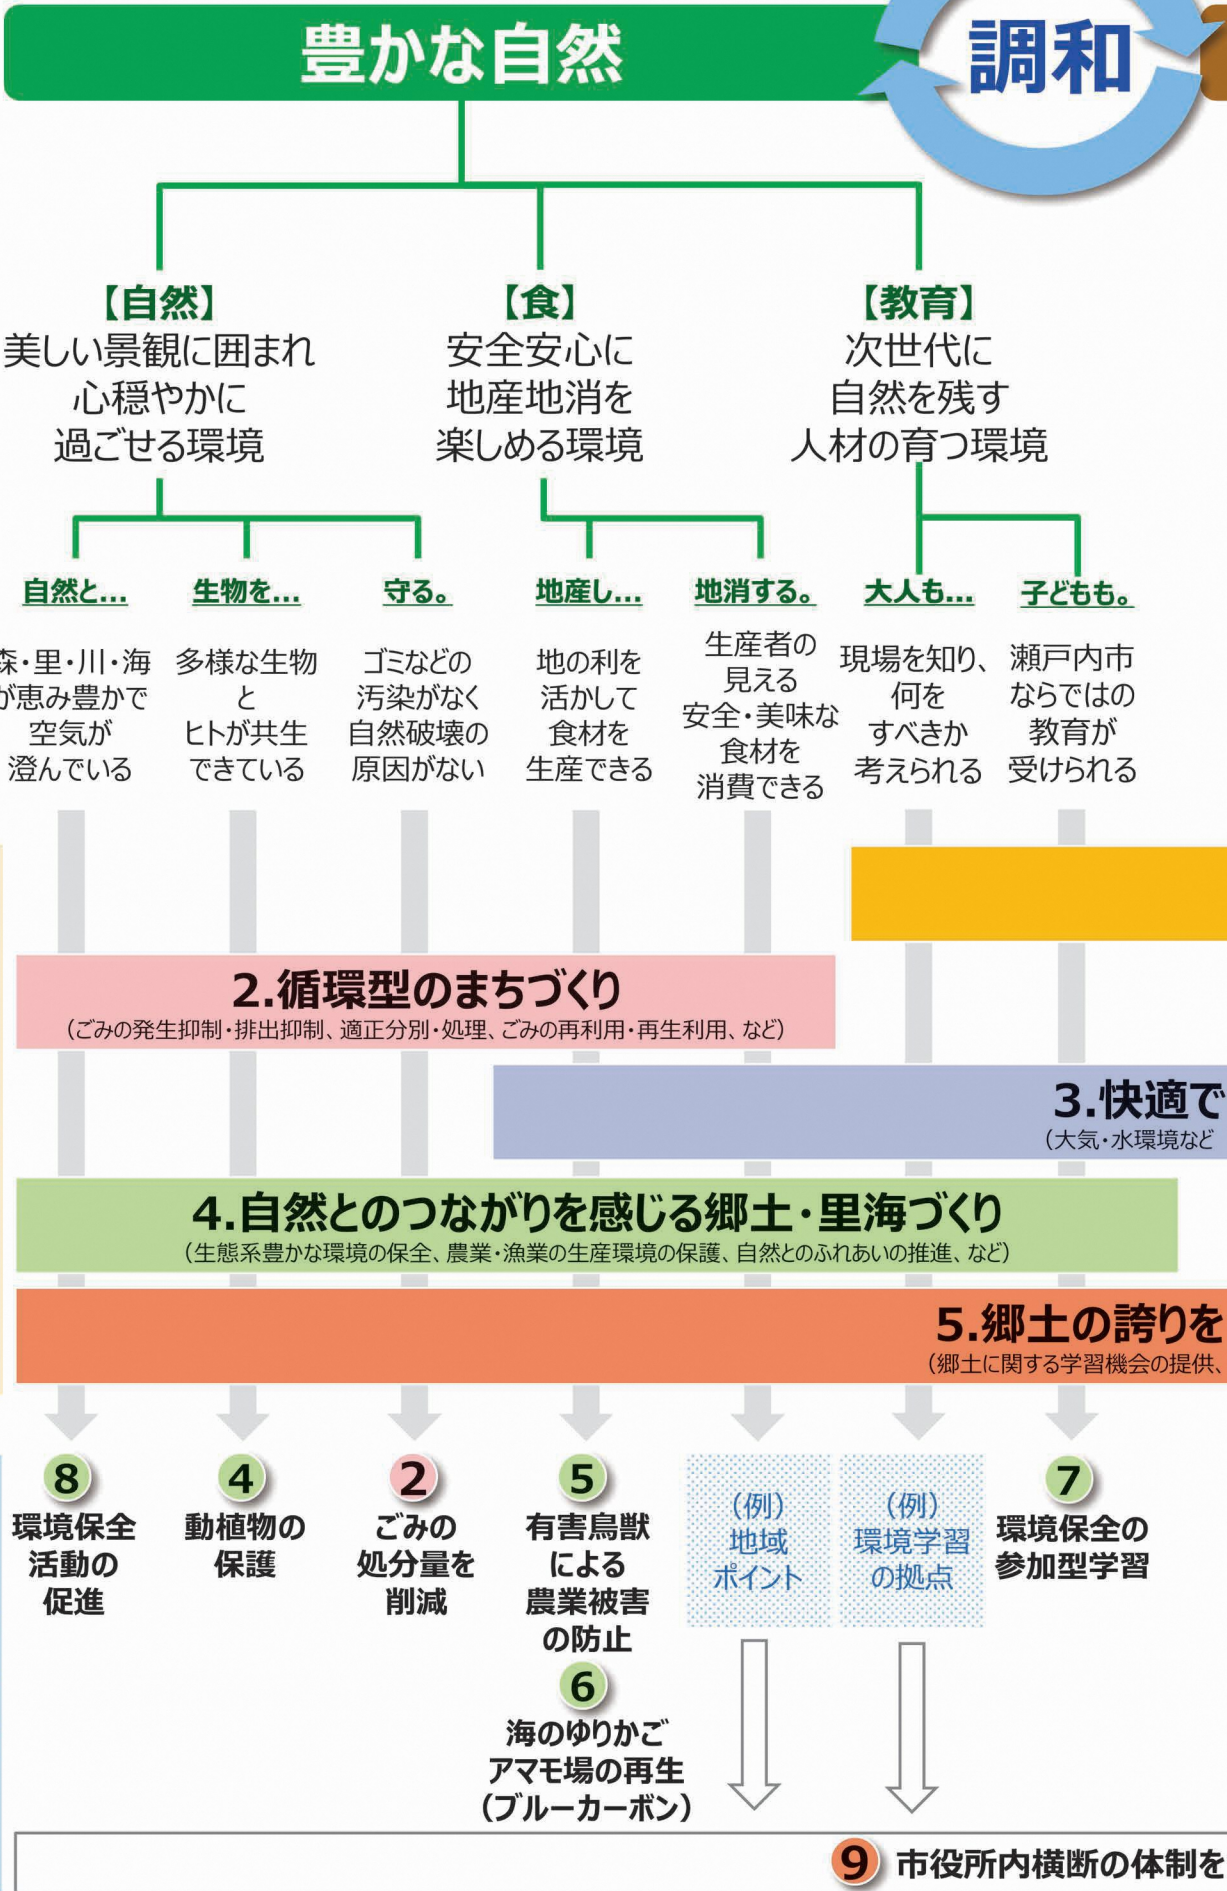 豊かな自然
調和
【自然】
美しい景観に囲まれ
心穏やかに
過ごせる環境
【食】
安全安心に
地産地消を
楽しめる環境
【教育】
次世代に
自然を残す
人材の育つ環境
自然と...
森・里・川・海
が恵み豊かで
空気が
澄んでいる
生物を...
多様な生物
と
ヒトが共生
できている
守る。
ゴミなどの
汚染がなく
自然破壊の
原因がない
地産し...
地の利を
活かして
食材を
生産できる
地消する。
生産者の
見える
安全・美味な
食材を
消費できる
大人も...
現場を知り、
何を
すべきか
考えられる
子どもも。
瀬戸内市
ならではの
教育が
受けられる
2.循環型のまちづくり
(ごみの発生抑制・排出抑制、適正分別・処理、ごみの再利用・再生利用、など)
3.快適で
(大気・水環境など
4.自然とのつながりを感じる郷土・里海づくり
(生態系豊かな環境の保全、農業・漁業の生産環境の保護、自然とのふれあいの推進、など)
5.郷土の誇りを
(郷土に関する学習機会の提供、
8
環境保全
活動の
促進
4
動植物の
保護
2
ごみの
処分量を
削減
5
有害鳥獣
による
農業被害
の防止
6
海のゆりかご
アマモ場の再生
(ブルーカーボン)
(例)
地域
ポイント
(例)
環境学習
の拠点
7
環境保全の
参加型学習
9 市役所内横断の体制を